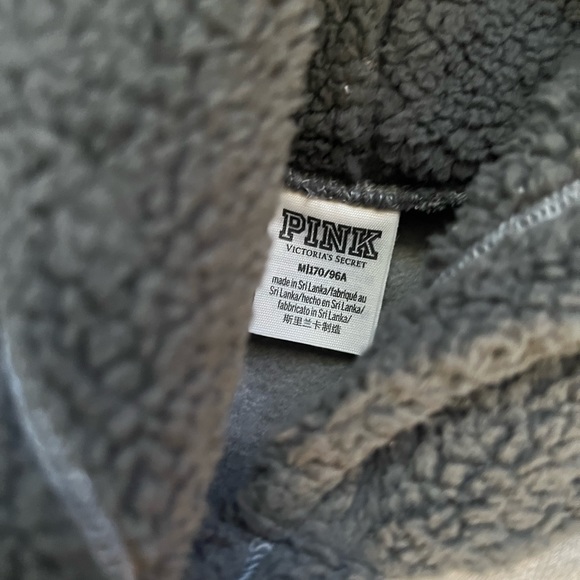 PINK
VICTORIA'S SECRET
M|170/96A
made in Sri Lanka/fabriqué au
Sri Lanka/hecho en Sri Lanka/
fabbricato in Sri Lanka/
斯里兰卡制造